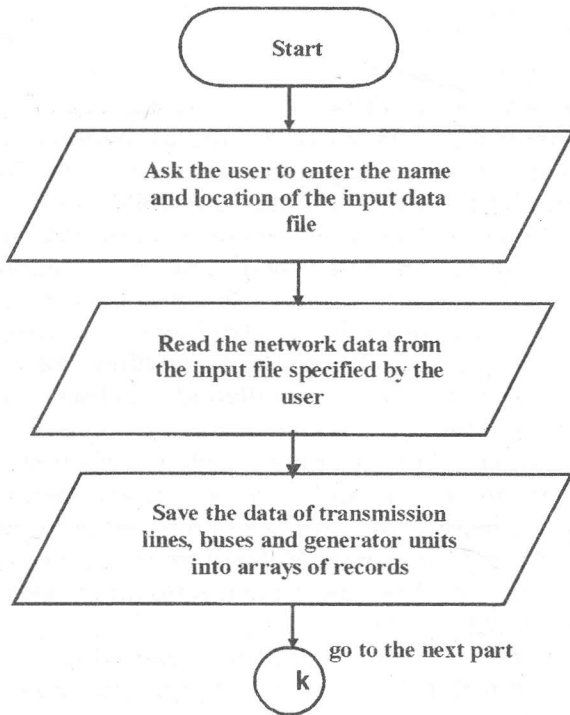 Start
Ask the user to enter the name
and location of the input data
file
Read the network data from
the input file specified by the
user
Save the data of transmission
lines, buses and generator units
into arrays of records
go to the next part
k